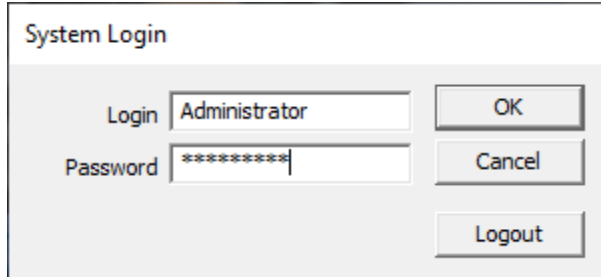 System Login
Login Administrator OK
Password ********* Cancel
Logout